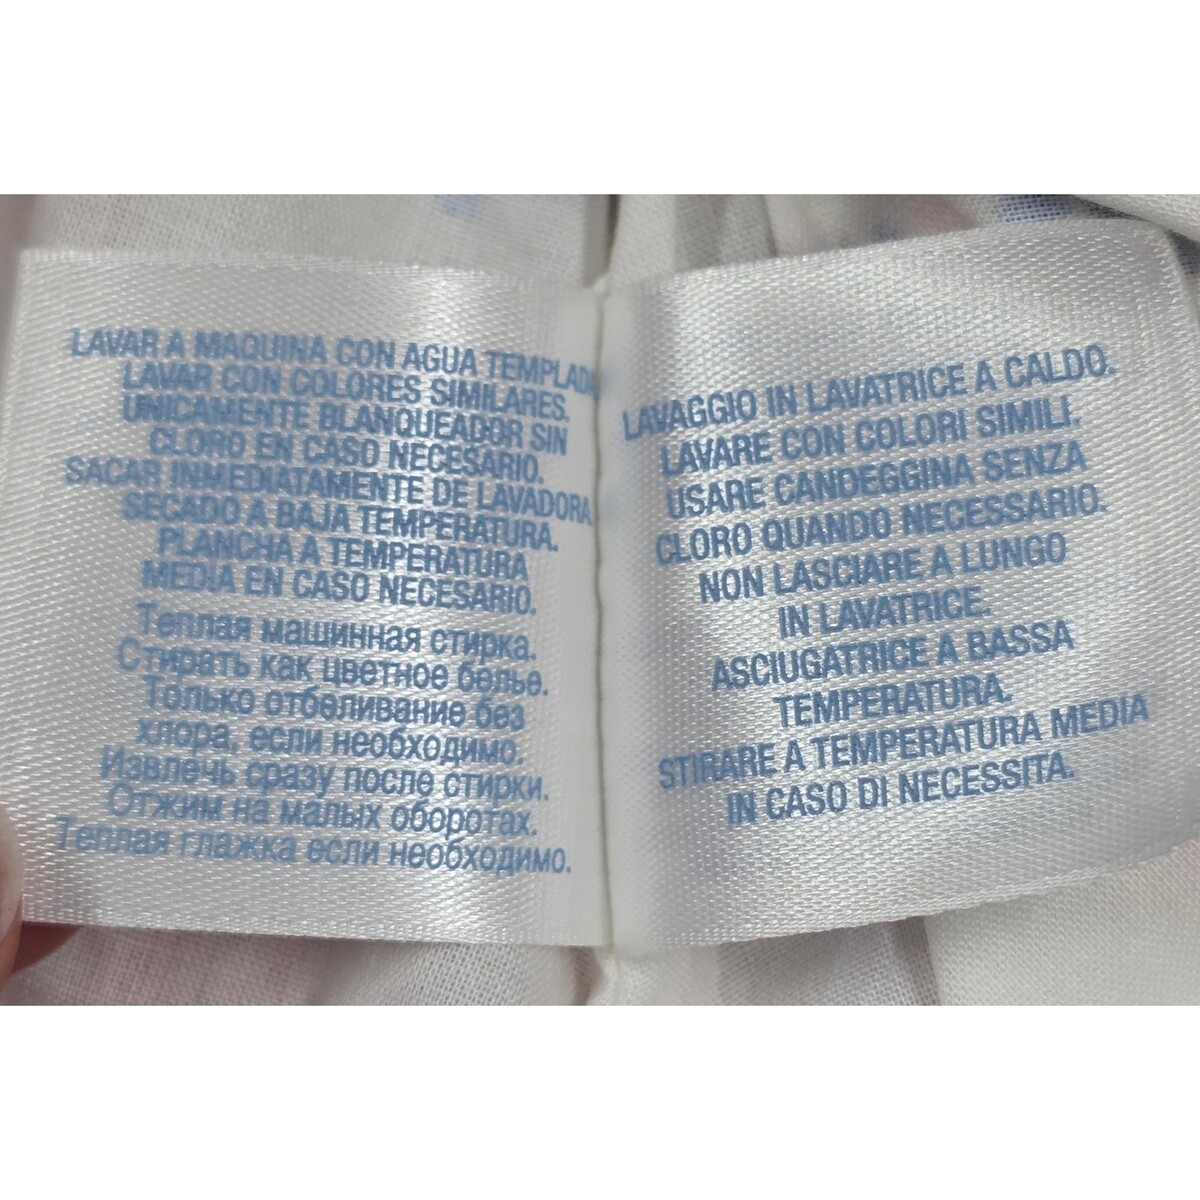 LAVAR A MAQUINA CON AGUA TEMPLADA
LAVAR CON COLORES SIMILARES.
UNICAMENTE BLANQUEADOR SIN
CLORO EN CASO NECESARIO.
SACAR INMEDIATAMENTE DE LAVADORA
SECADO A BAJA TEMPERATURA.
PLANCHA A TEMPERATURA
MEDIA EN CASO NECESARIO.
Теплая машинная стирка.
Стирать как цветное белье.
Только отбеливание без
хлора, если необходимо.
Извлечь сразу после стирки.
Отжим на малых оборотах.
Теплая глажка если необходимо.
LAVAGGIO IN LAVATRICE A CALDO.
LAVARE CON COLORI SIMILI.
USARE CANDEGGINA SENZA
CLORO QUANDO NECESSARIO.
NON LASCIARE A LUNGO
IN LAVATRICE.
ASCIUGATRICE A BASSA
TEMPERATURA.
STIRARE A TEMPERATURA MEDIA
IN CASO DI NECESSITA.